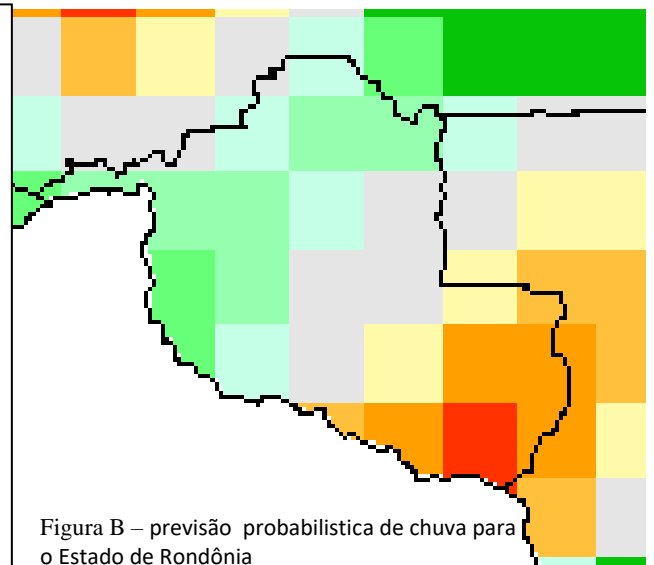 Figura B – previsão probabilistica de chuva para
o Estado de Rondônia